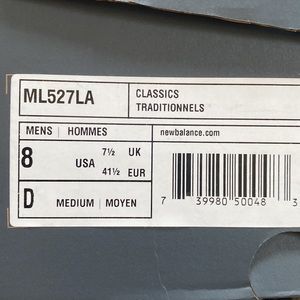 ML527LA
CLASSICS
TRADITIONNELS
MENS | HOMMES
newbalance.com
8 USA 7½ UK
41½ EUR
D MEDIUM | MOYEN
7 39980 50048 3